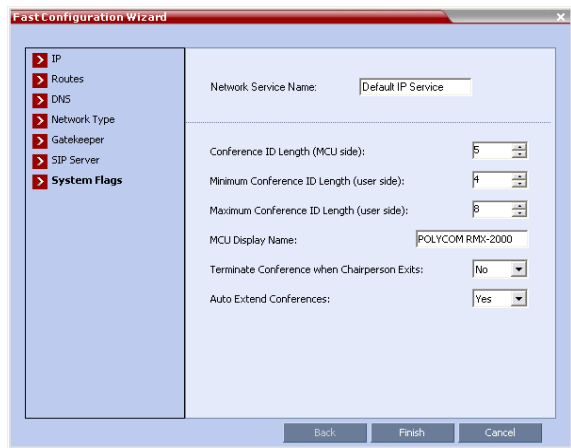 Fast Configuration Wizard
IP
Routes
DNS
Network Type
Gatekeeper
SIP Server
System Flags
Network Service Name: Default IP Service
Conference ID Length (MCU side): 5
Minimum Conference ID Length (user side): 4
Maximum Conference ID Length (user side): 8
MCU Display Name: POLYCOM RMX-2000
Terminate Conference when Chairperson Exits: No
Auto Extend Conferences: Yes
Back Finish Cancel